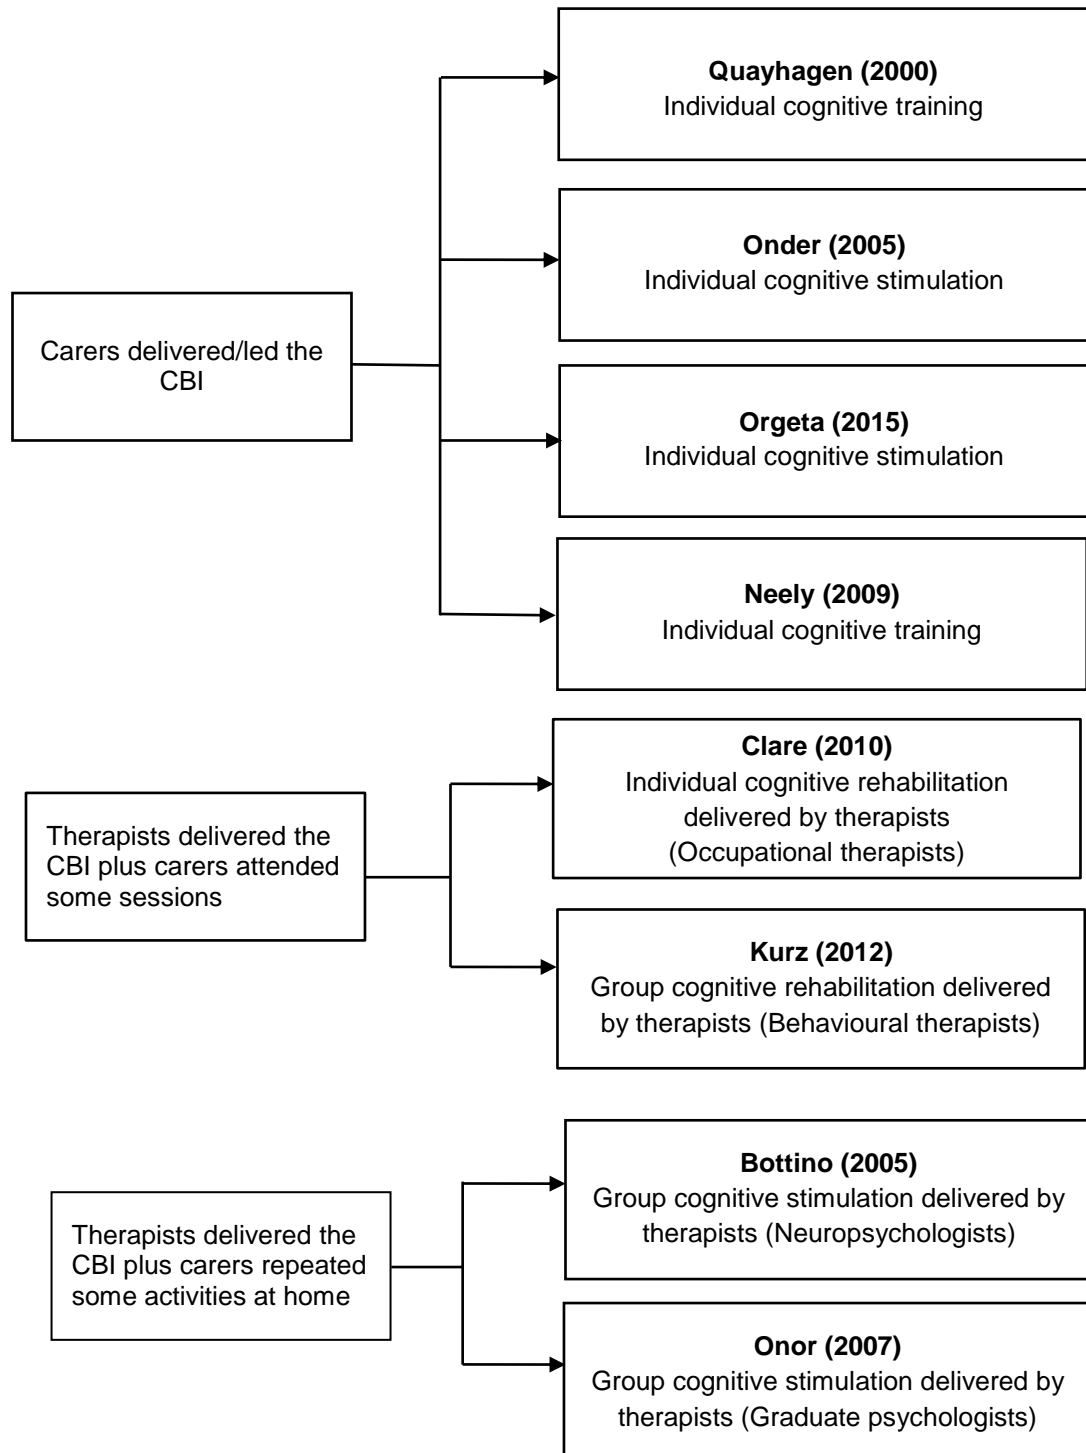 Quayhagen (2000)
Individual cognitive training
Onder (2005)
Individual cognitive stimulation
Carers delivered/led the
CBI
Orgeta (2015)
Individual cognitive stimulation
Neely (2009)
Individual cognitive training
Therapists delivered the
CBI plus carers attended
some sessions
Clare (2010)
Individual cognitive rehabilitation
delivered by therapists
(Occupational therapists)
Kurz (2012)
Group cognitive rehabilitation delivered
by therapists (Behavioural therapists)
Therapists delivered the
CBI plus carers repeated
some activities at home
Bottino (2005)
Group cognitive stimulation delivered by
therapists (Neuropsychologists)
Onor (2007)
Group cognitive stimulation delivered by
therapists (Graduate psychologists)